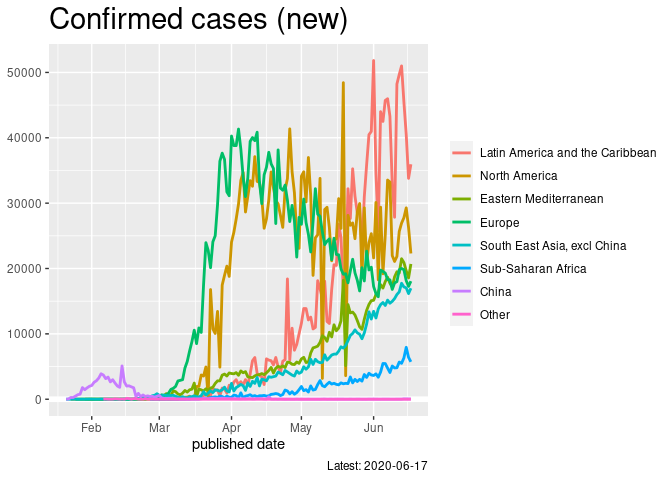 Confirmed cases (new)
50000
40000
30000
20000
10000
0
Feb Mar Apr May Jun
published date
Latest: 2020-06-17
Latin America and the Caribbean
North America
Eastern Mediterranean
Europe
South East Asia, excl China
Sub-Saharan Africa
China
Other